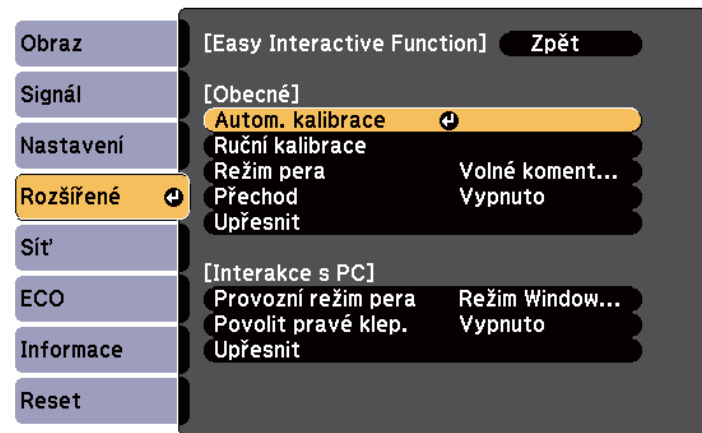 Obraz
Signál
Nastavení
Rozšířené
Síť
ECO
Informace
Reset
[Easy Interactive Function] Zpět
[Obecné]
Autom. kalibrace
Ruční kalibrace
Režim pera Volné koment...
Přechod Vypnuto
Upřesnit
[Interakce s PC]
Provozní režim pera Režim Window...
Povolit pravé klep. Vypnuto
Upřesnit